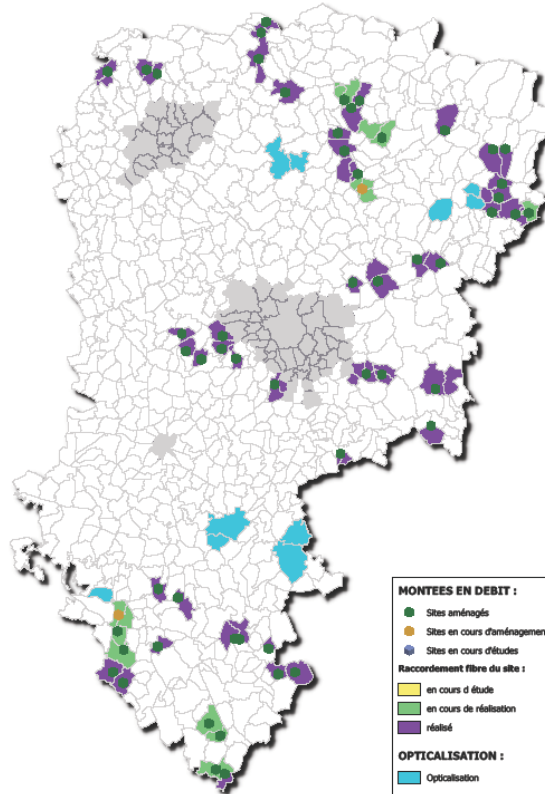 MONTEES EN DEBIT :
Sites aménagés
Sites en cours d'aménagement
Sites en cours d'études
Raccordement fibre du site :
en cours d étude
en cours de réalisation
réalisé
OPTICALISATION :
Opticalisation